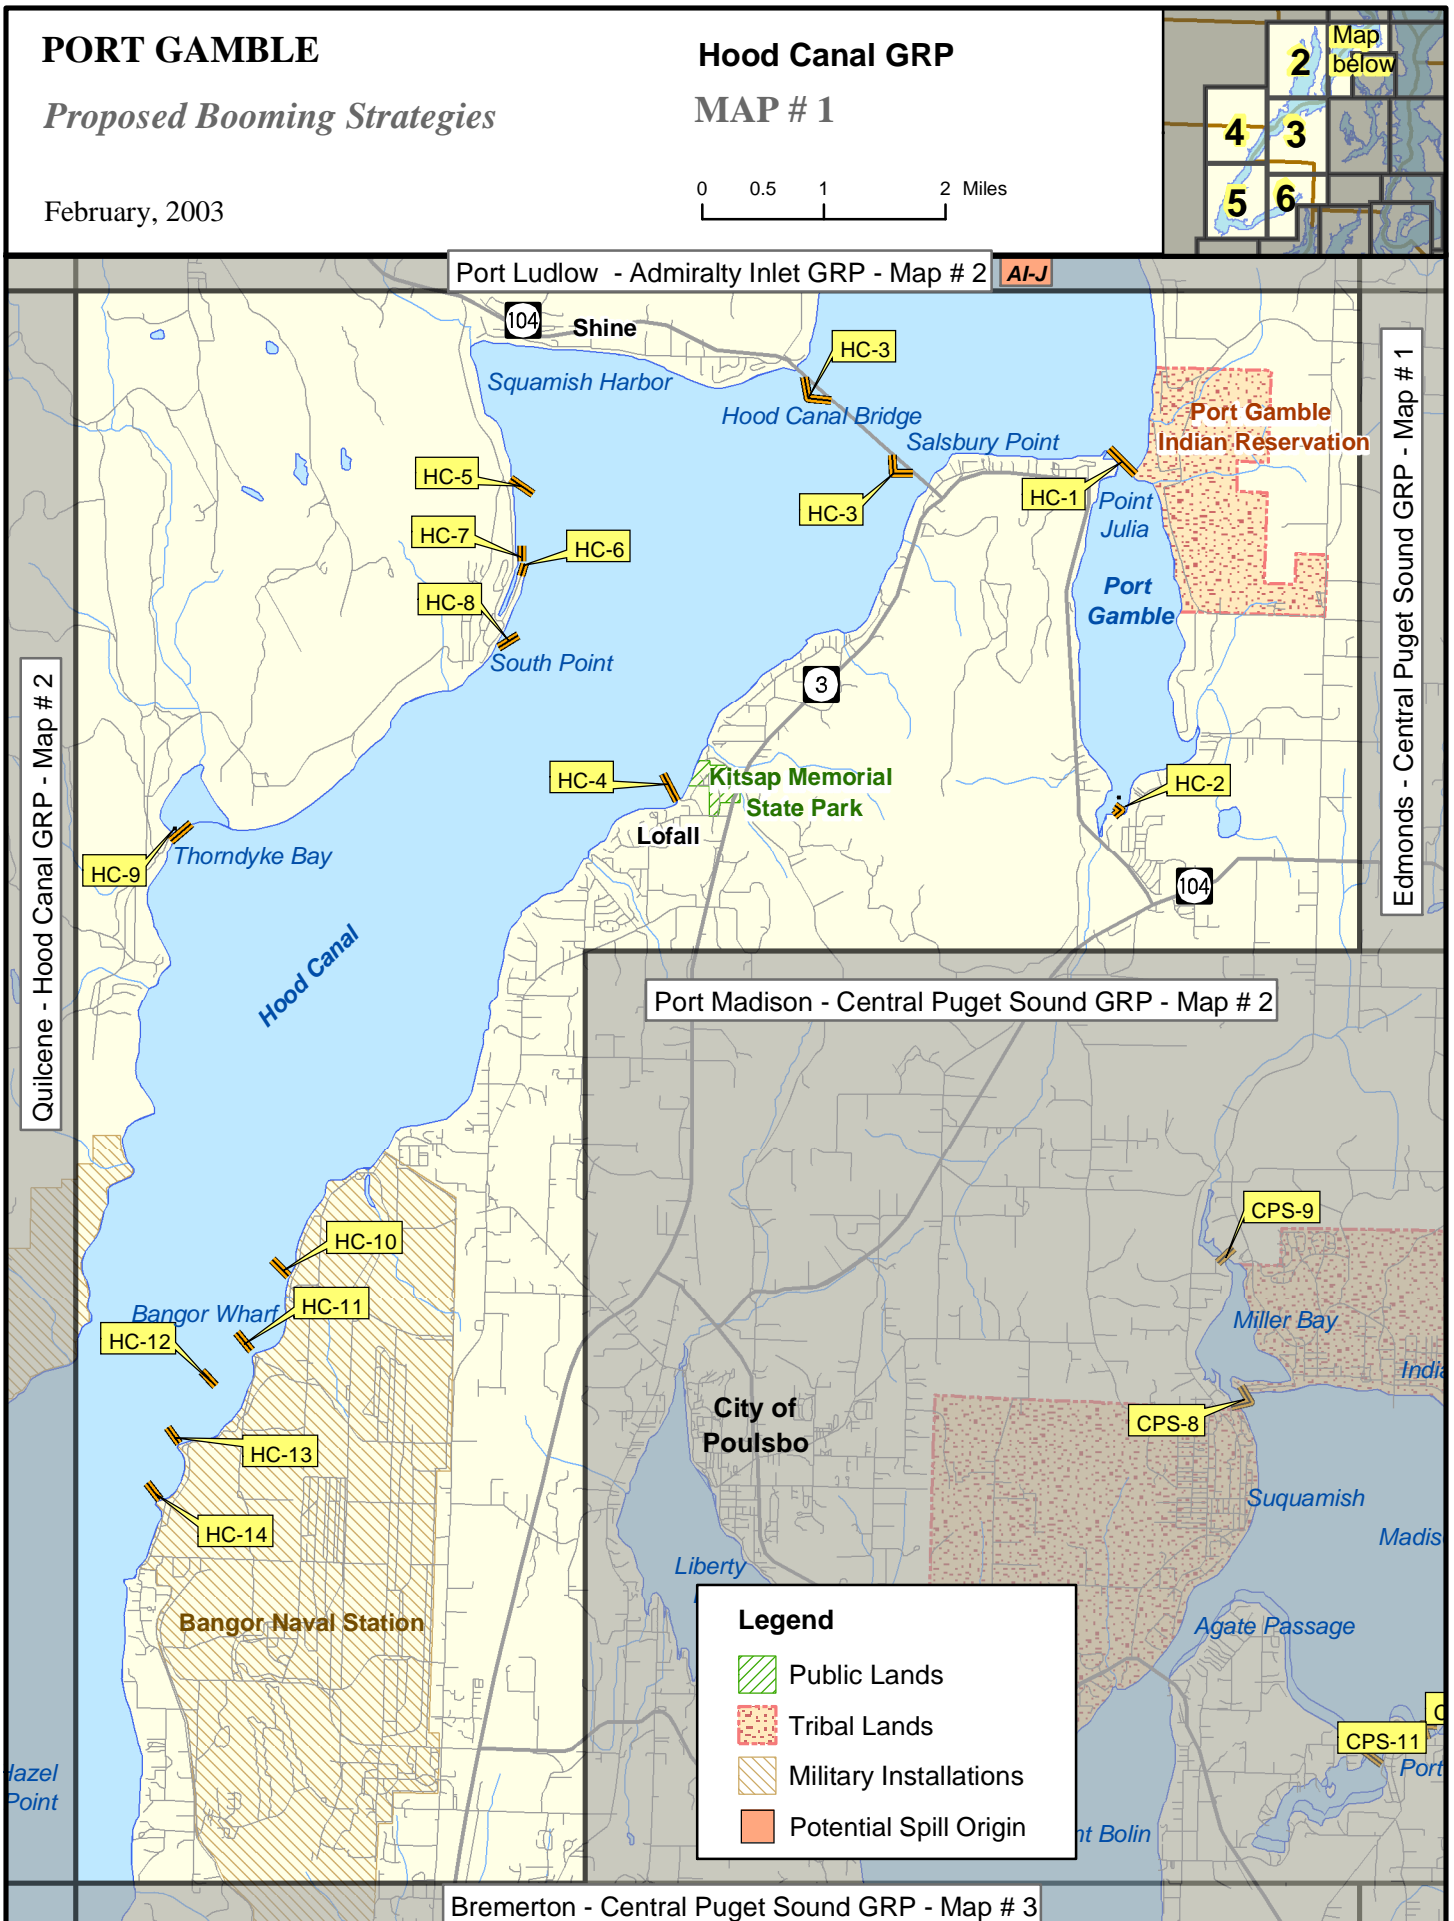 PORT GAMBLE
Hood Canal GRP
Proposed Booming Strategies
MAP # 1
February, 2003
0 0.5 1 2 Miles
Map
below
2
4
3
5
6
Port Ludlow - Admiralty Inlet GRP - Map # 2
AI-J
104
Shine
HC-3
Squamish Harbor
Hood Canal Bridge
Port Gamble
Indian Reservation
Salsbury Point
HC-5
HC-3
HC-1
Point
Julia
HC-7
HC-6
HC-8
Port
Gamble
South Point
3
Edmonds - Central Puget Sound GRP - Map # 1
Quilcene - Hood Canal GRP - Map # 2
HC-4
Kitsap Memorial
State Park
HC-2
Lofall
Thorndyke Bay
HC-9
104
Hood Canal
Port Madison - Central Puget Sound GRP - Map # 2
CPS-9
HC-10
Bangor Wharf
HC-11
HC-12
Miller Bay
India
City of
Poulsbo
CPS-8
HC-13
HC-14
Suquamish
Madis
Liberty
Bangor Naval Station
Agate Passage
Legend
Public Lands
Tribal Lands
Military Installations
Potential Spill Origin
C
CPS-11
Port
Hazel
Point
nt Bolin
Bremerton - Central Puget Sound GRP - Map # 3